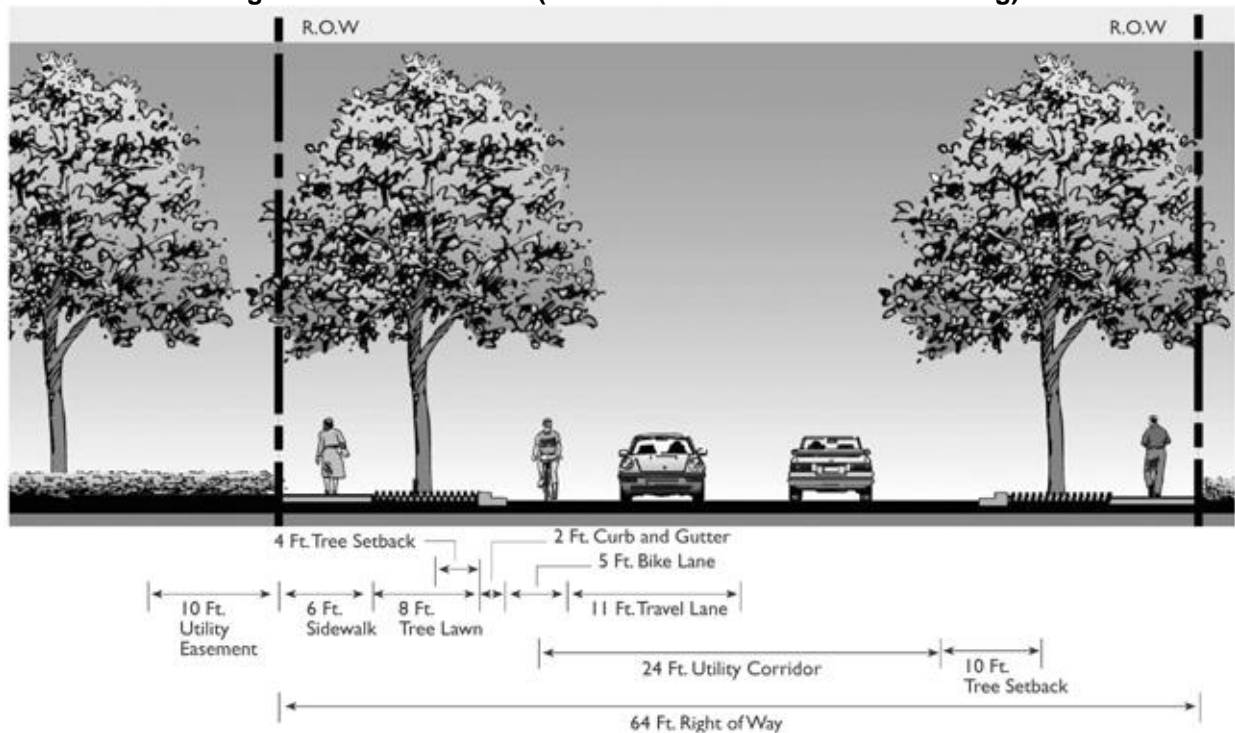 R.O.W
R.O.W
4 Ft. Tree Setback
2 Ft. Curb and Gutter
5 Ft. Bike Lane
10 Ft.
Utility
Easement
6 Ft.
Sidewalk
8 Ft.
Tree Lawn
11 Ft. Travel Lane
24 Ft. Utility Corridor
10 Ft.
Tree Setback
64 Ft. Right of Way